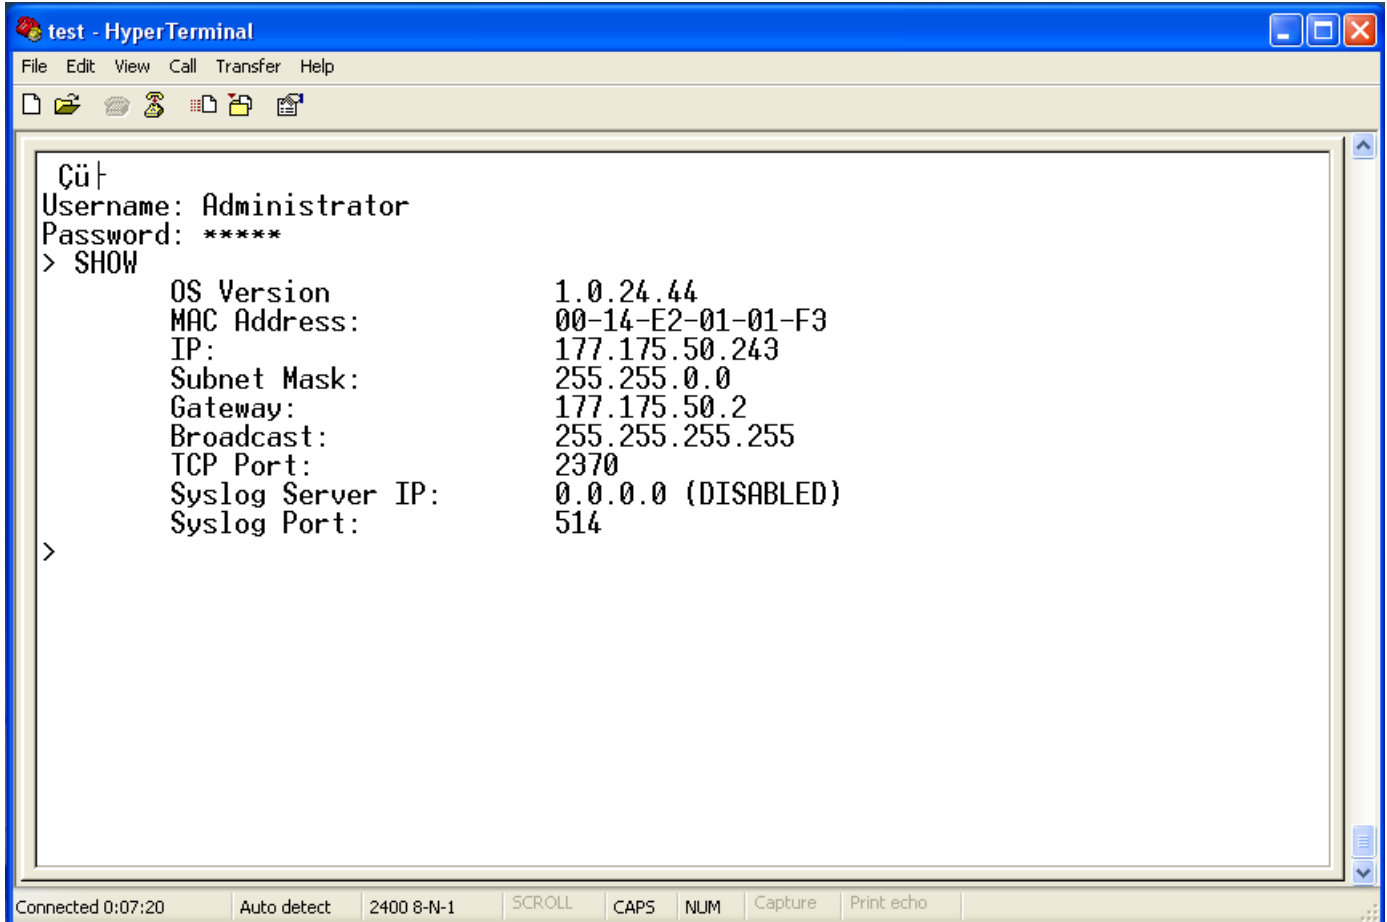 test - HyperTerminal
File Edit View Call Transfer Help
Çü├
Username: Administrator
Password: *****
> SHOW
OS Version 1.0.24.44
MAC Address: 00-14-E2-01-01-F3
IP: 177.175.50.243
Subnet Mask: 255.255.0.0
Gateway: 177.175.50.2
Broadcast: 255.255.255.255
TCP Port: 2370
Syslog Server IP: 0.0.0.0 (DISABLED)
Syslog Port: 514
>
Connected 0:07:20 Auto detect 2400 8-N-1 SCROLL CAPS NUM Capture Print echo